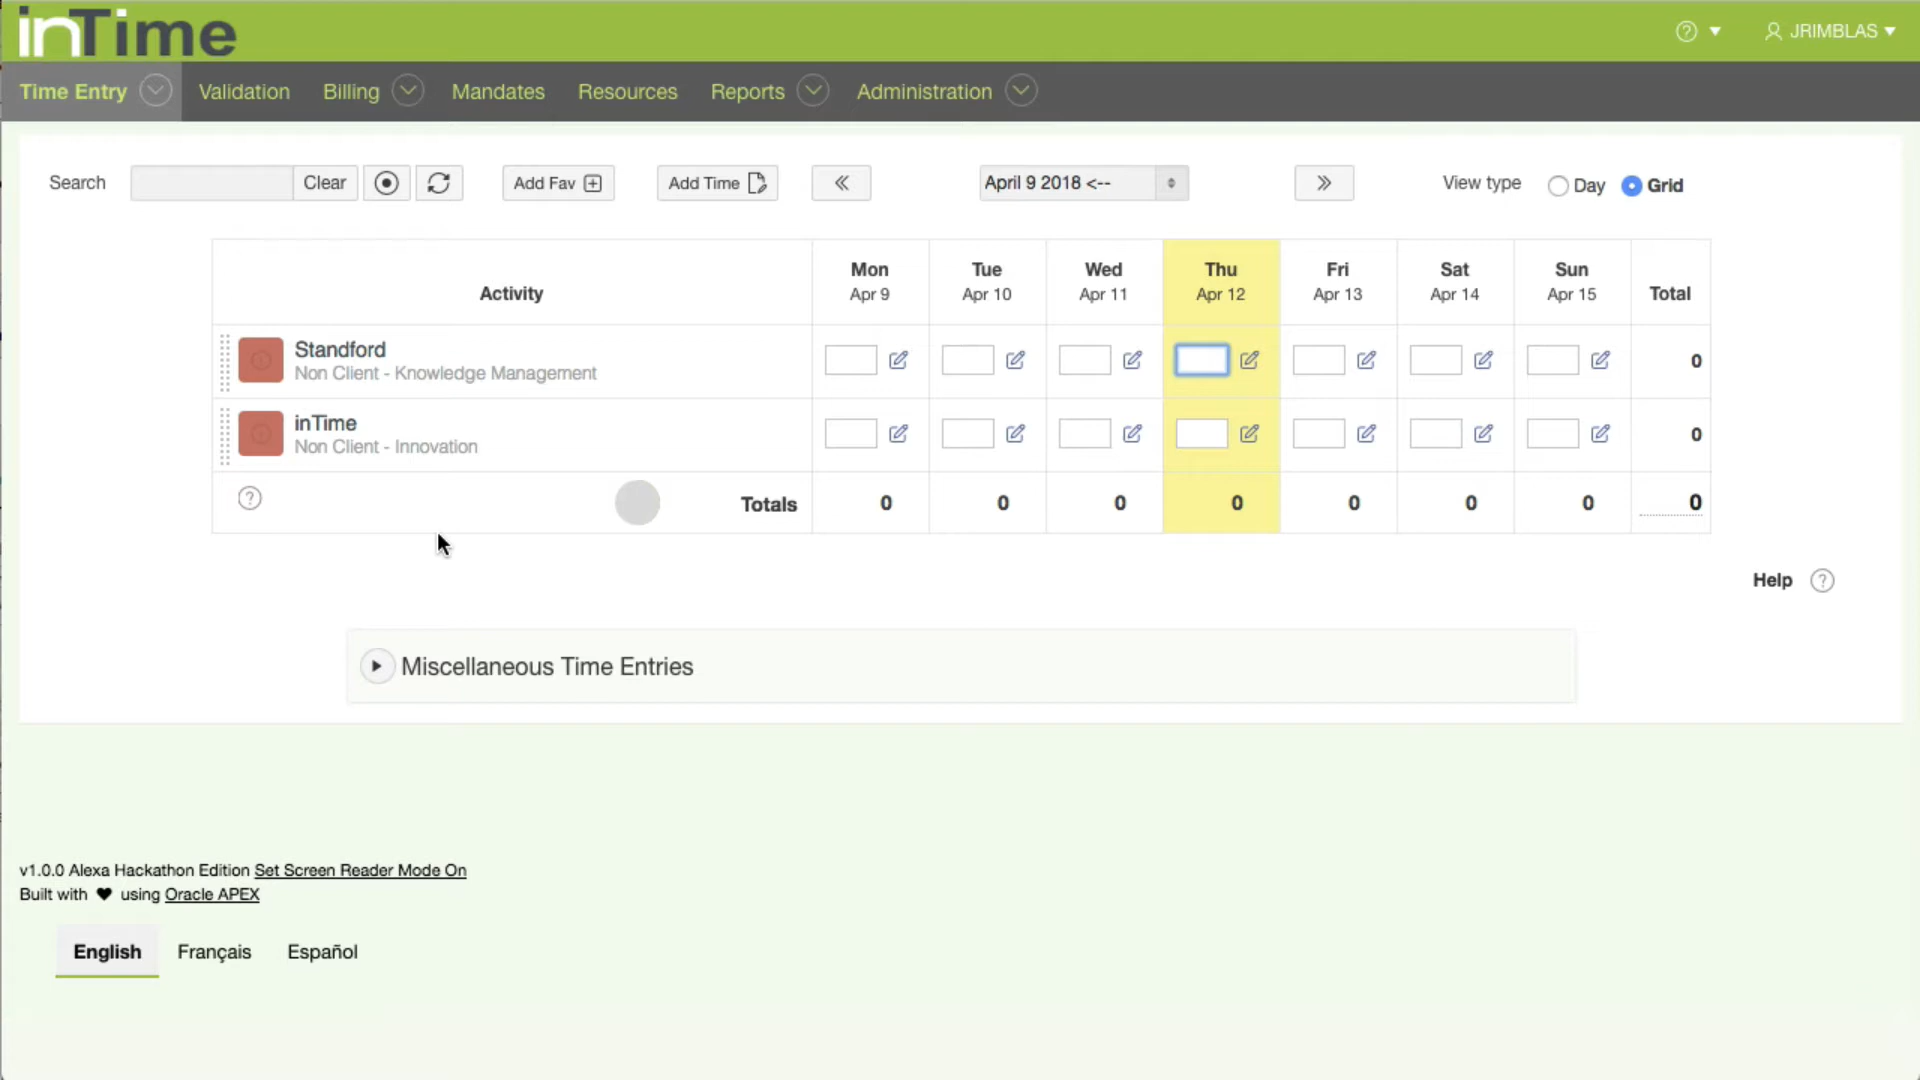 inTime
JRIMBLAS
Time Entry Validation Billing Mandates Resources Reports Administration
Search Clear Add Fav Add Time April 9 2018 <-- View type Day Grid
Activity Mon Apr 9 Tue Apr 10 Wed Apr 11 Thu Apr 12 Fri Apr 13 Sat Apr 14 Sun Apr 15 Total
Standford
Non Client - Knowledge Management
0
inTime
Non Client - Innovation
0
? Totals 0 0 0 0 0 0 0 0
Help ?
Miscellaneous Time Entries
v1.0.0 Alexa Hackathon Edition Set Screen Reader Mode On
Built with ♥ using Oracle APEX
English Français Español